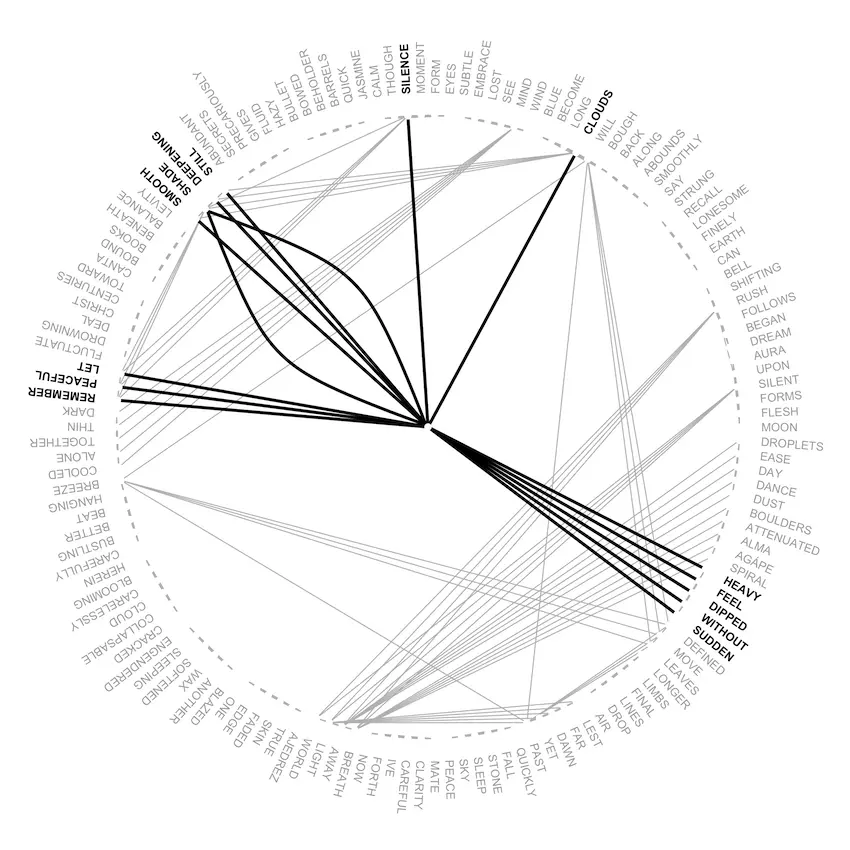 SILENCE
MOMENT
FORM
EYES
SUBTLE
EMBRACE
LOST
SEE
MIND
WIND
BLUE
BECOME
LONG
CLOUDS
WILL
BOUGH
BACK
ALONG
ABOUNDS
SMOOTHLY
SAY
STRUNG
RECALL
LONESOME
FINELY
EARTH
CAN
BELL
SHIFTING
RUSH
FOLLOWS
BEGAN
DREAM
AURA
UPON
SILENT
FORMS
FLESH
MOON
DROPLETS
EASE
DAY
DANCE
DUST
BOULDERS
ATTENUATED
ALMA
AGÁPE
SPIRAL
HEAVY
FEEL
DIPPED
WITHOUT
SUDDEN
DEFINED
MOVE
LEAVES
LONGER
LIMBS
FINAL
LINES
DROP
AIR
LEST
FAR
DAWN
YET
PAST
QUICKLY
FALL
STONE
SLEEP
SKY
PEACE
MATE
CLARITY
CAREFUL
IVE
FORTH
NOW
BREATH
AWAY
LIGHT
WORLD
AJEDREZ
TRUE
SKIN
FADED
EDGE
ONE
BLAZED
ANOTHER
WAX
SOFTENED
SLEEPING
ENGENDERED
CRACKED
COLLAPSABLE
CLOUD
CARELESSLY
BLOOMING
HEREIN
CAREFULLY
BUSTLING
BETTER
BEAT
HANGING
BREEZE
COOLED
ALONE
TOGETHER
THIN
DARK
REMEMBER
PEACEFUL
LET
FLUCTUATE
DROWNING
DEAL
CHRIST
CENTURIES
TOWARD
CANTA
BOUND
BOOKS
BENEATH
BALANCE
LEVITY
SMOOTH
SHADE
DEEPENING
STILL
ABUNDANT
SECRETS
PRECARIOUSLY
GIVES
FLUID
HAZY
BULLET
BOWED
BEHOLDER
BARRELS
QUICK
JASMINE
CALM
THOUGH